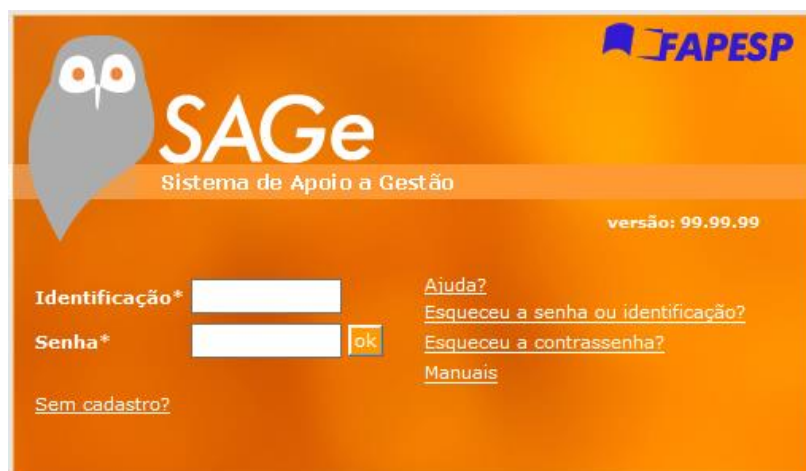 FAPESP
SAGe
Sistema de Apoio a Gestão
versão: 99.99.99
Identificação*
Senha*
ok
Sem cadastro?
Ajuda?
Esqueceu a senha ou identificação?
Esqueceu a contrassenha?
Manuais